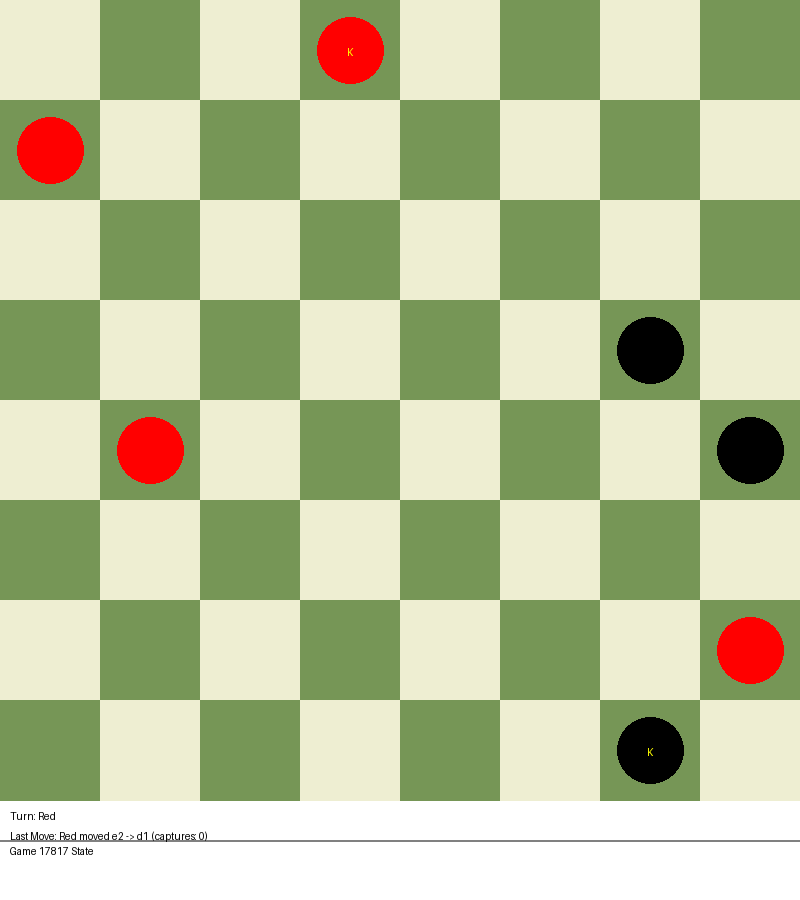 K
K
Turn: Red
Last Move: Red moved e2 -> d1 (captures: 0)
Game 17817 State